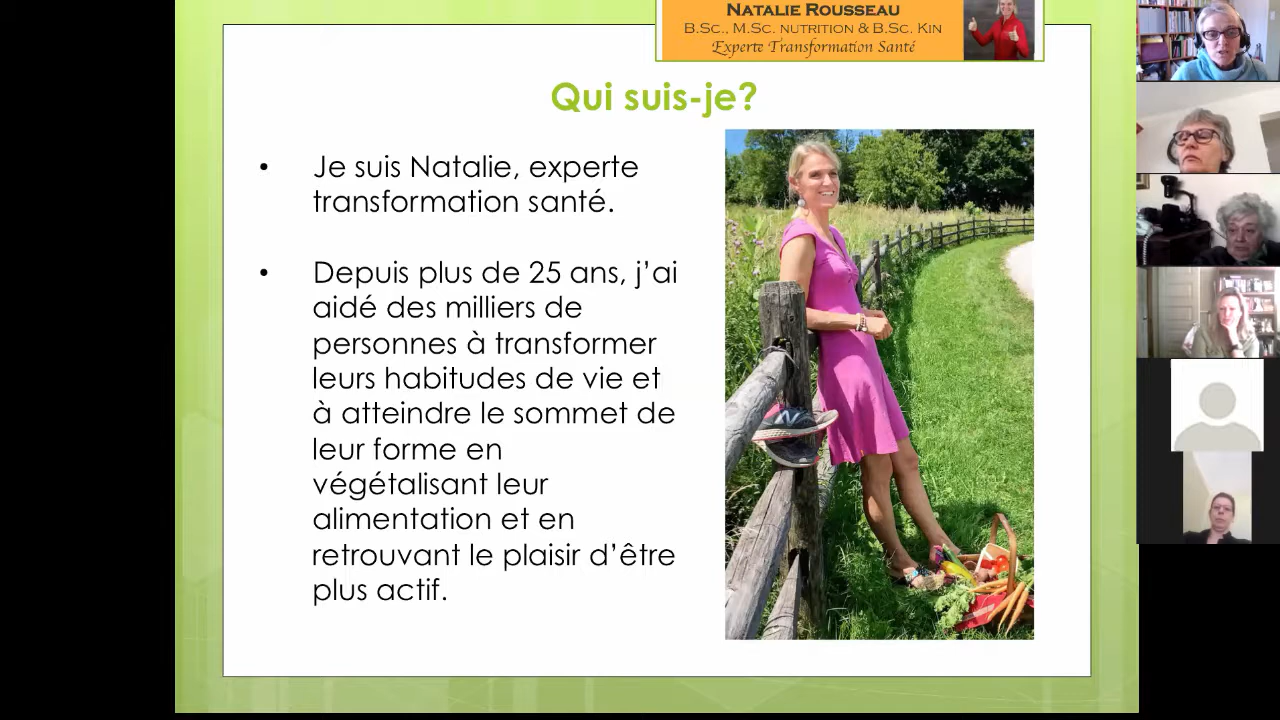 NATALIE ROUSSEAU
B.SC., M.SC. NUTRITION & B.SC. KIN
Experte Transformation Santé
Qui suis-je?
• Je suis Natalie, experte
transformation santé.
• Depuis plus de 25 ans, j’ai
aidé des milliers de
personnes à transformer
leurs habitudes de vie et
à atteindre le sommet de
leur forme en
végétalisant leur
alimentation et en
retrouvant le plaisir d’être
plus actif.